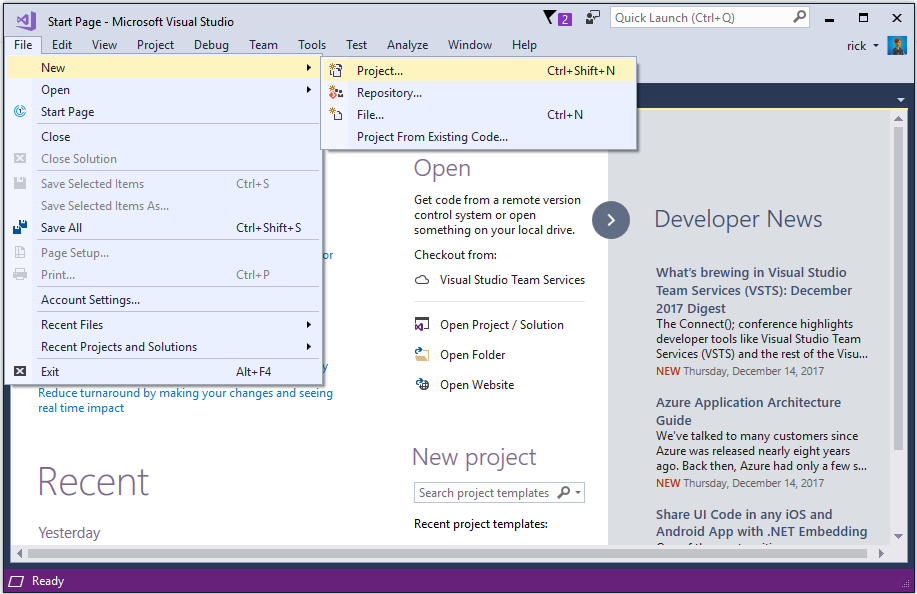 Start Page - Microsoft Visual Studio
2
Quick Launch (Ctrl+Q)
File Edit View Project Debug Team Tools Test Analyze Window Help
rick
New
Open
Start Page
Close
Close Solution
Save Selected Items Ctrl+S
Save Selected Items As...
Save All Ctrl+Shift+S
Page Setup...
Print... Ctrl+P
Account Settings...
Recent Files
Recent Projects and Solutions
Exit Alt+F4
Project... Ctrl+Shift+N
Repository...
File... Ctrl+N
Project From Existing Code...
or
y
Reduce turnaround by making your changes and seeing
real time impact
Recent
Yesterday
Open
Get code from a remote version
control system or open
something on your local drive.
Checkout from:
Visual Studio Team Services
Open Project / Solution
Open Folder
Open Website
New project
Search project templates
Recent project templates:
Developer News
What's brewing in Visual Studio
Team Services (VSTS): December
2017 Digest
The Connect(); conference highlights
developer tools like Visual Studio Team
Services (VSTS) and the rest of the Visu...
NEW Thursday, December 14, 2017
Azure Application Architecture
Guide
We've talked to many customers since
Azure was released nearly eight years
ago. Back then, Azure had only a few s...
NEW Thursday, December 14, 2017
Share UI Code in any iOS and
Android App with .NET Embedding
Ready